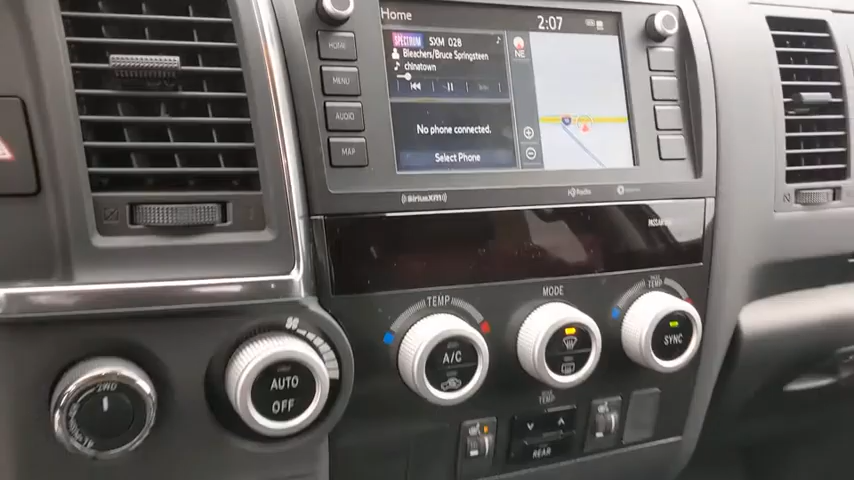 Home
2:07
HOME
MENU
AUDIO
MAP
SPECTRUM
SXM 028
Bleachers/Bruce Springsteen
chinatown
No phone connected.
Select Phone
NE
((SiriusXM))
HD Radio
TEMP
MODE
TEMP
A/C
SYNC
AUTO
OFF
2WD
TEMP
REAR